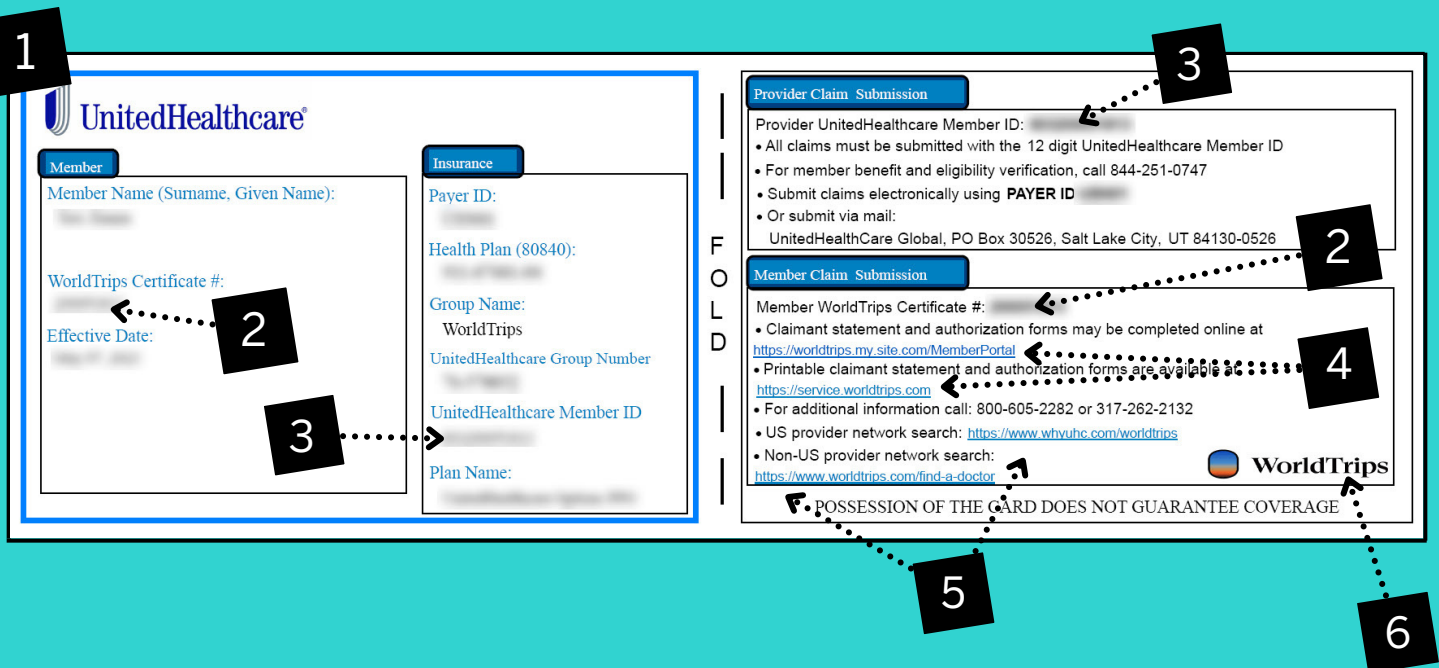 1
UnitedHealthcare®
Member
Member Name (Surname, Given Name):
WorldTrips Certificate #:
2
Effective Date:
3
Insurance
Payer ID:
Health Plan (80840):
Group Name:
WorldTrips
UnitedHealthcare Group Number
UnitedHealthcare Member ID
Plan Name:
FOLD
3
Provider Claim Submission
Provider UnitedHealthcare Member ID:
• All claims must be submitted with the 12 digit UnitedHealthcare Member ID
• For member benefit and eligibility verification, call 844-251-0747
• Submit claims electronically using PAYER ID
• Or submit via mail:
UnitedHealthCare Global, PO Box 30526, Salt Lake City, UT 84130-0526
2
Member Claim Submission
Member WorldTrips Certificate #:
• Claimant statement and authorization forms may be completed online at
https://worldtrips.my.site.com/MemberPortal
• Printable claimant statement and authorization forms are available at
4
https://service.worldtrips.com
• For additional information call: 800-605-2282 or 317-262-2132
• US provider network search: https://www.whyuhc.com/worldtrips
• Non-US provider network search:
https://www.worldtrips.com/find-a-doctor
WorldTrips
POSSESSION OF THE CARD DOES NOT GUARANTEE COVERAGE
5
6